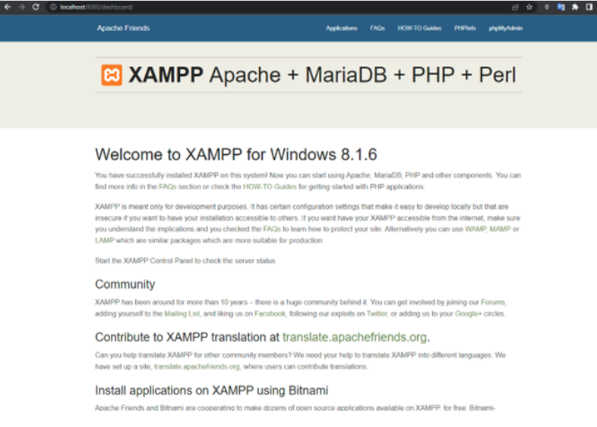 localhost:8080/dashboard/
Apache Friends
Applications FAQs HOW-TO Guides PHPInfo phpMyAdmin
XAMPP Apache + MariaDB + PHP + Perl
Welcome to XAMPP for Windows 8.1.6
You have successfully installed XAMPP on this system! Now you can start using Apache, MariaDB, PHP and other components. You can
find more info in the FAQs section or check the HOW-TO Guides for getting started with PHP applications.
XAMPP is meant only for development purposes. It has certain configuration settings that make it easy to develop locally but that are
insecure if you want to have your installation accessible to others. If you want have your XAMPP accessible from the internet, make sure
you understand the implications and you checked the FAQs to learn how to protect your site. Alternatively you can use WAMP, MAMP or
LAMP which are similar packages which are more suitable for production.
Start the XAMPP Control Panel to check the server status.
Community
XAMPP has been around for more than 10 years – there is a huge community behind it. You can get involved by joining our Forums,
adding yourself to the Mailing List, and liking us on Facebook, following our exploits on Twitter, or adding us to your Google+ circles.
Contribute to XAMPP translation at translate.apachefriends.org.
Can you help translate XAMPP for other community members? We need your help to translate XAMPP into different languages. We
have set up a site, translate.apachefriends.org, where users can contribute translations.
Install applications on XAMPP using Bitnami
Apache Friends and Bitnami are cooperating to make dozens of open source applications available on XAMPP, for free. Bitnami-